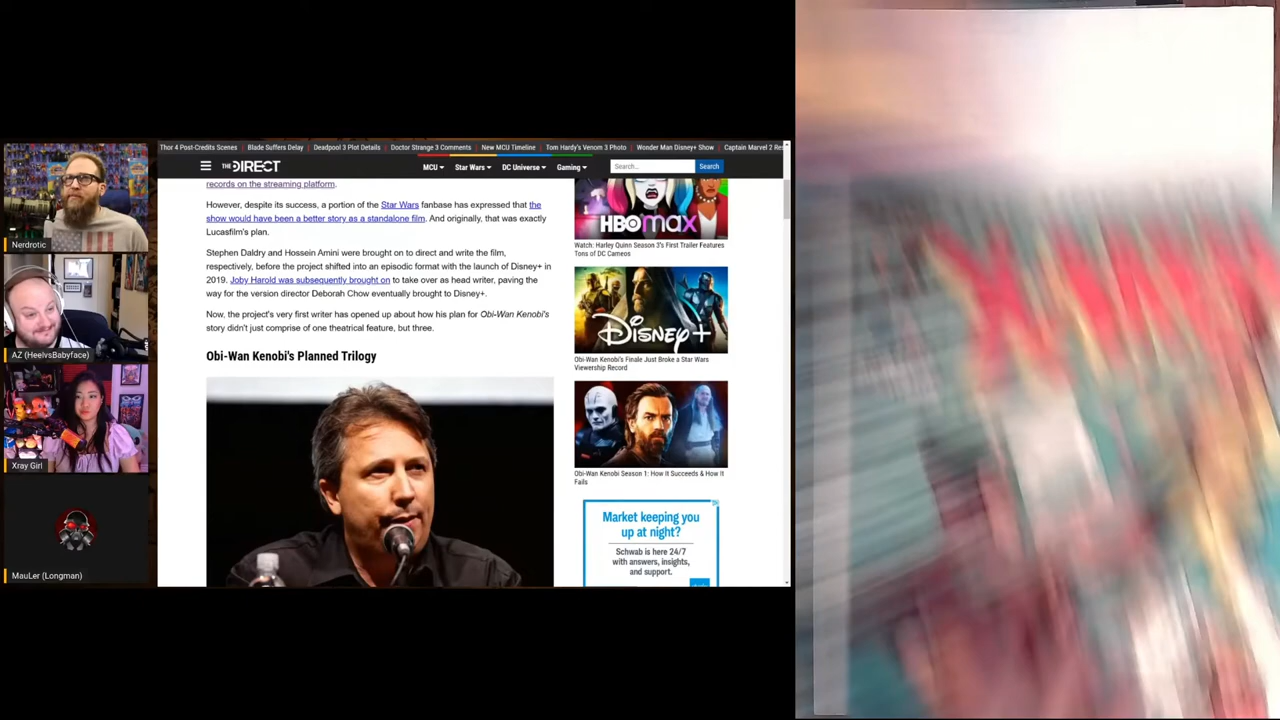 Thor 4 Post-Credits Scenes | Blade Suffers Delay | Deadpool 3 Plot Details | Doctor Strange 3 Comments | New MCU Timeline | Tom Hardy's Venom 3 Photo | Wonder Man Disney+ Show | Captain Marvel 2 Res
THE DIRECT
MCU
Star Wars
DC Universe
Gaming
Search...
Search
records on the streaming platform.
However, despite its success, a portion of the Star Wars fanbase has expressed that the
show would have been a better story as a standalone film. And originally, that was exactly
Lucasfilm's plan.
Stephen Daldry and Hossein Amini were brought on to direct and write the film,
respectively, before the project shifted into an episodic format with the launch of Disney+ in
2019. Joby Harold was subsequently brought on to take over as head writer, paving the
way for the version director Deborah Chow eventually brought to Disney+.
Now, the project's very first writer has opened up about how his plan for Obi-Wan Kenobi's
story didn't just comprise of one theatrical feature, but three.
Obi-Wan Kenobi's Planned Trilogy
HBOmax
Watch: Harley Quinn Season 3's First Trailer Features
Tons of DC Cameos
Disney+
Obi-Wan Kenobi's Finale Just Broke a Star Wars
Viewership Record
Obi-Wan Kenobi Season 1: How It Succeeds & How It
Fails
Market keeping you
up at night?
Schwab is here 24/7
with answers, insights,
and support.
Nerdrotic
AZ (HeelvsBabyface)
Xray Girl
MauLer (Longman)